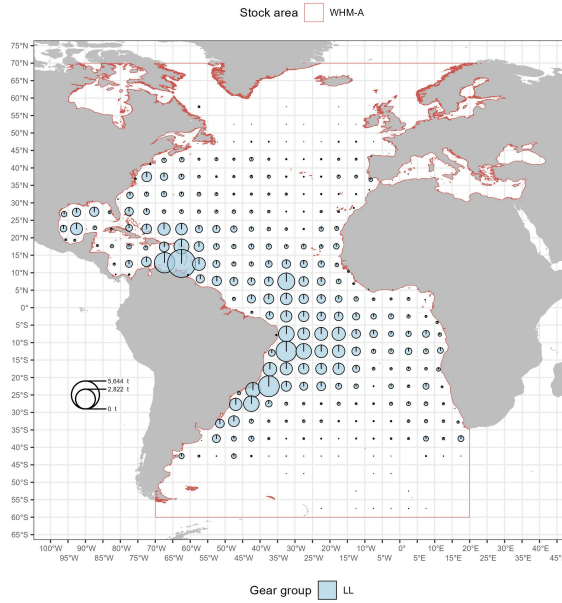 Stock area WHM-A
75°N
70°N
65°N
60°N
55°N
50°N
45°N
40°N
35°N
30°N
25°N
20°N
15°N
10°N
5°N
0°
5°S
10°S
15°S
20°S
25°S
30°S
35°S
40°S
45°S
50°S
55°S
60°S
65°S
5,644 t
2,822 t
0 t
100°W 90°W 80°W 70°W 60°W 50°W 40°W 30°W 20°W 10°W 0° 10°E 20°E 30°E 40°E
95°W 85°W 75°W 65°W 55°W 45°W 35°W 25°W 15°W 5°W 5°E 15°E 25°E 35°E 45°E
Gear group LL